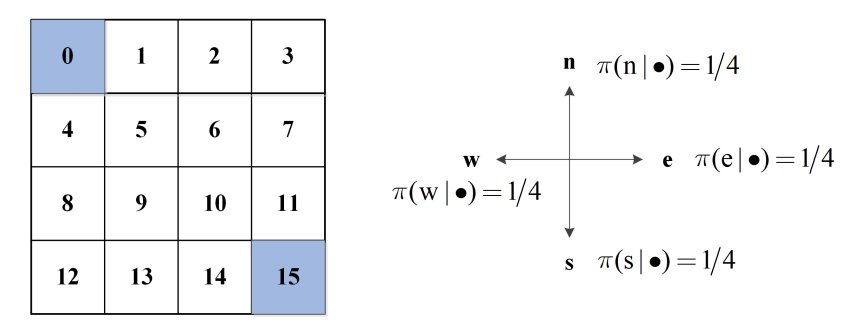 0 1 2 3
4 5 6 7
8 9 10 11
12 13 14 15
n π(n | ●) = 1/4
w e π(e | ●) = 1/4
π(w | ●) = 1/4
s π(s | ●) = 1/4